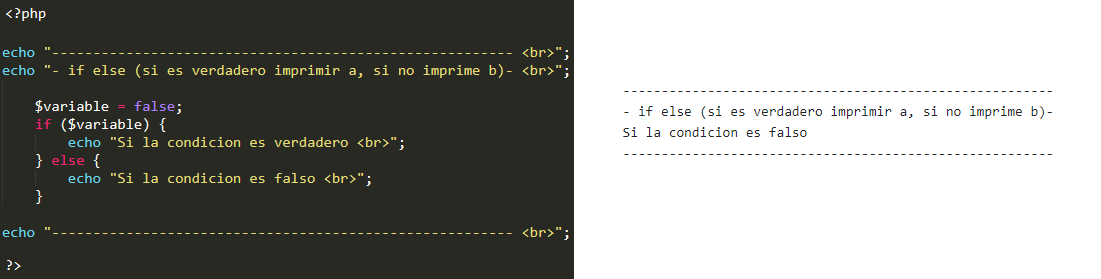 <?php
echo "-------------------------------------------------------- <br>";
echo "- if else (si es verdadero imprimir a, si no imprime b)- <br>";
$variable = false;
if ($variable) {
echo "Si la condicion es verdadero <br>";
} else {
echo "Si la condicion es falso <br>";
}
echo "-------------------------------------------------------- <br>";
?>
--------------------------------------------------------
- if else (si es verdadero imprimir a, si no imprime b)-
Si la condicion es falso
--------------------------------------------------------